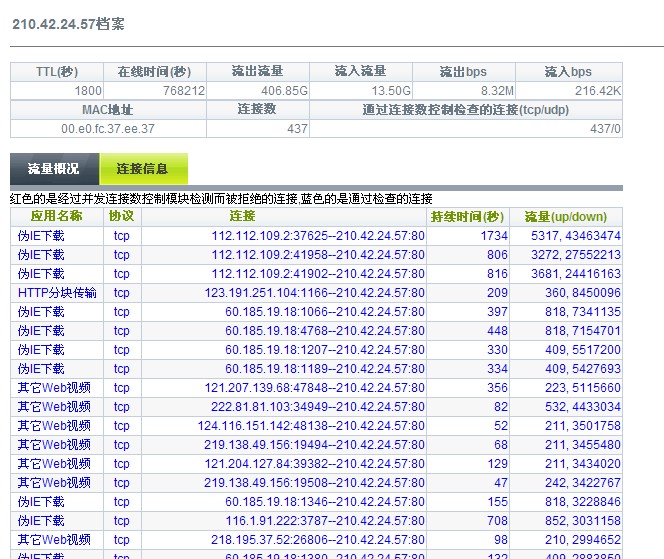 210.42.24.57档案
TTL(秒) 在线时间(秒) 流出流量 流入流量 流出bps 流入bps
1800 768212 406.85G 13.50G 8.32M 216.42K
MAC地址 连接数 通过连接数控制检查的连接(tcp/udp)
00.e0.fc.37.ee.37 437 437/0
流量概况 连接信息
红色的是经过并发连接数控制模块检测而被拒绝的连接,蓝色的是通过检查的连接
应用名称 协议 连接 持续时间(秒) 流量(up/down)
伪IE下载 tcp 112.112.109.2:37625--210.42.24.57:80 1734 5317, 43463474
伪IE下载 tcp 112.112.109.2:41958--210.42.24.57:80 806 3272, 27552213
伪IE下载 tcp 112.112.109.2:41902--210.42.24.57:80 816 3681, 24416163
HTTP分块传输 tcp 123.191.251.104:1166--210.42.24.57:80 209 360, 8450096
伪IE下载 tcp 60.185.19.18:1066--210.42.24.57:80 397 818, 7341135
伪IE下载 tcp 60.185.19.18:4768--210.42.24.57:80 448 818, 7154701
伪IE下载 tcp 60.185.19.18:1207--210.42.24.57:80 330 409, 5517200
伪IE下载 tcp 60.185.19.18:1189--210.42.24.57:80 334 409, 5427693
其它Web视频 tcp 121.207.139.68:47848--210.42.24.57:80 356 223, 5115660
其它Web视频 tcp 222.81.81.103:34949--210.42.24.57:80 82 532, 4433034
其它Web视频 tcp 124.116.151.142:48138--210.42.24.57:80 52 211, 3501758
其它Web视频 tcp 219.138.49.156:19494--210.42.24.57:80 68 211, 3455480
其它Web视频 tcp 121.204.127.84:39382--210.42.24.57:80 129 211, 3434020
其它Web视频 tcp 219.138.49.156:19508--210.42.24.57:80 47 242, 3422767
伪IE下载 tcp 60.185.19.18:1346--210.42.24.57:80 155 818, 3228846
伪IE下载 tcp 116.1.91.222:3787--210.42.24.57:80 708 852, 3031158
其它Web视频 tcp 218.195.37.52:26806--210.42.24.57:80 98 210, 2994652
伪IE下载 tcp 60.185.19.18:1380--210.42.24.57:80 132 409, 2883850